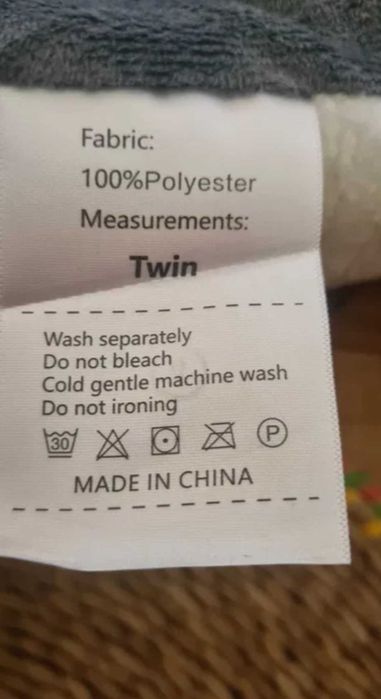 Fabric:
100%Polyester
Measurements:
Twin
Wash separately
Do not bleach
Cold gentle machine wash
Do not ironing
30 P
MADE IN CHINA